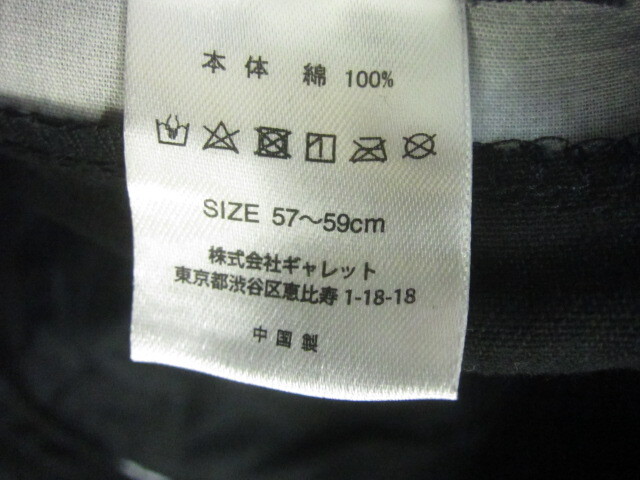 本体 綿 100%
SIZE 57～59cm
株式会社ギャレット
東京都渋谷区恵比寿 1-18-18
中国製